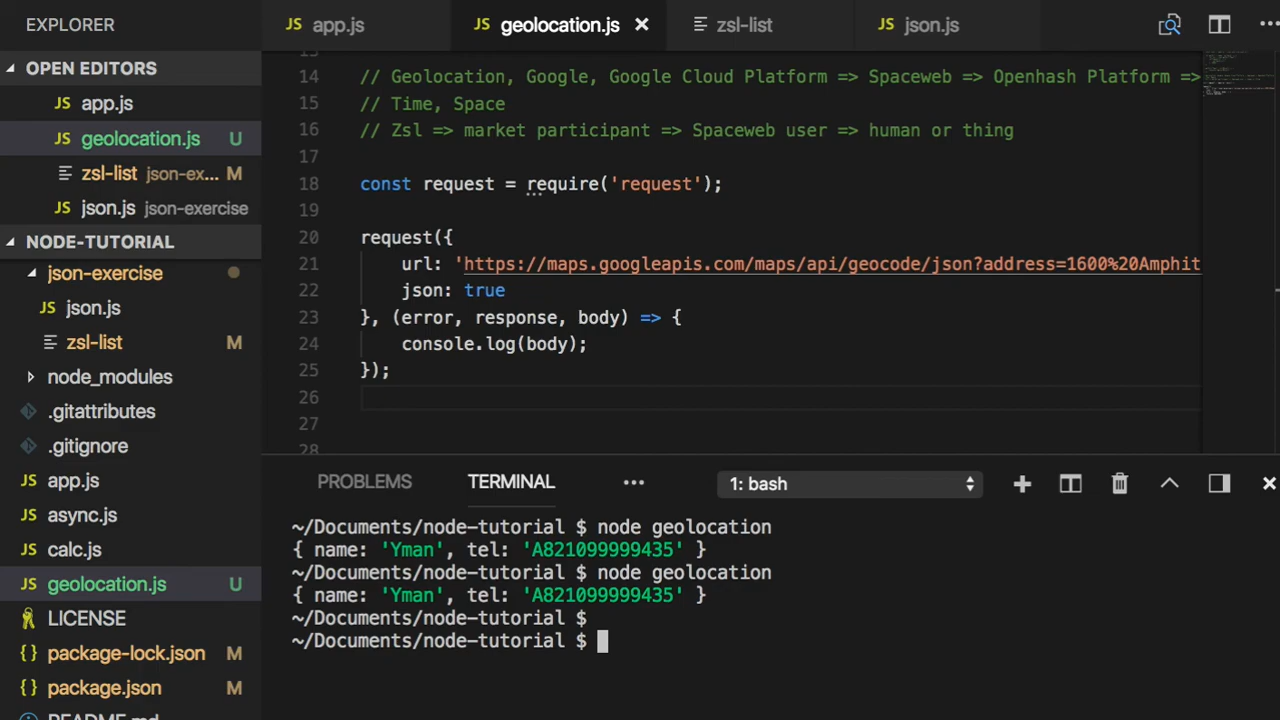 EXPLORER
OPEN EDITORS
JS app.js
JS geolocation.js U
zsl-list json-ex... M
JS json.js json-exercise
NODE-TUTORIAL
json-exercise
JS json.js
zsl-list M
node_modules
.gitattributes
.gitignore
JS app.js
JS async.js
JS calc.js
JS geolocation.js U
LICENSE
{} package-lock.json M
{} package.json M
README.md
JS app.js JS geolocation.js zsl-list JS json.js
14 // Geolocation, Google, Google Cloud Platform => Spaceweb => Openhash Platform =>
15 // Time, Space
16 // Zsl => market participant => Spaceweb user => human or thing
17
18 const request = require('request');
19
20 request({
21 url: 'https://maps.googleapis.com/maps/api/geocode/json?address=1600%20Amphit
22 json: true
23 }, (error, response, body) => {
24 console.log(body);
25 });
26
27
28
PROBLEMS TERMINAL ... 1: bash
~/Documents/node-tutorial $ node geolocation
{ name: 'Yman', tel: 'A821099999435' }
~/Documents/node-tutorial $ node geolocation
{ name: 'Yman', tel: 'A821099999435' }
~/Documents/node-tutorial $
~/Documents/node-tutorial $